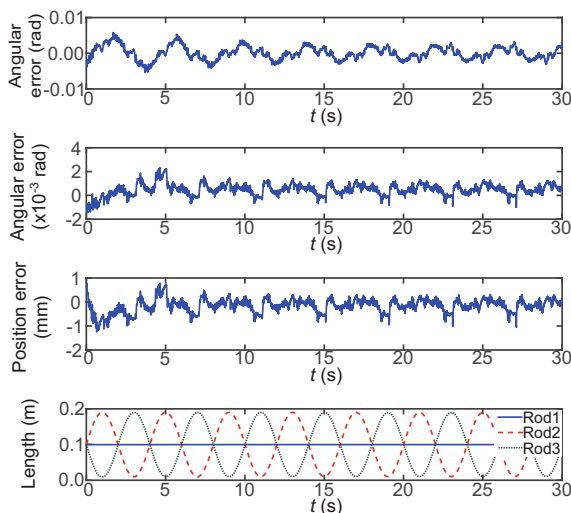 Angular error (rad)
0.01
0.00
-0.01
0 5 10 15 20 25 30
t (s)
Angular error (x10-3 rad)
4
2
0
-2
0 5 10 15 20 25 30
t (s)
Position error (mm)
1
0
-1
-2
0 5 10 15 20 25 30
t (s)
Length (m)
0.2
0.1
0.0
Rod1
Rod2
Rod3
0 5 10 15 20 25 30
t (s)